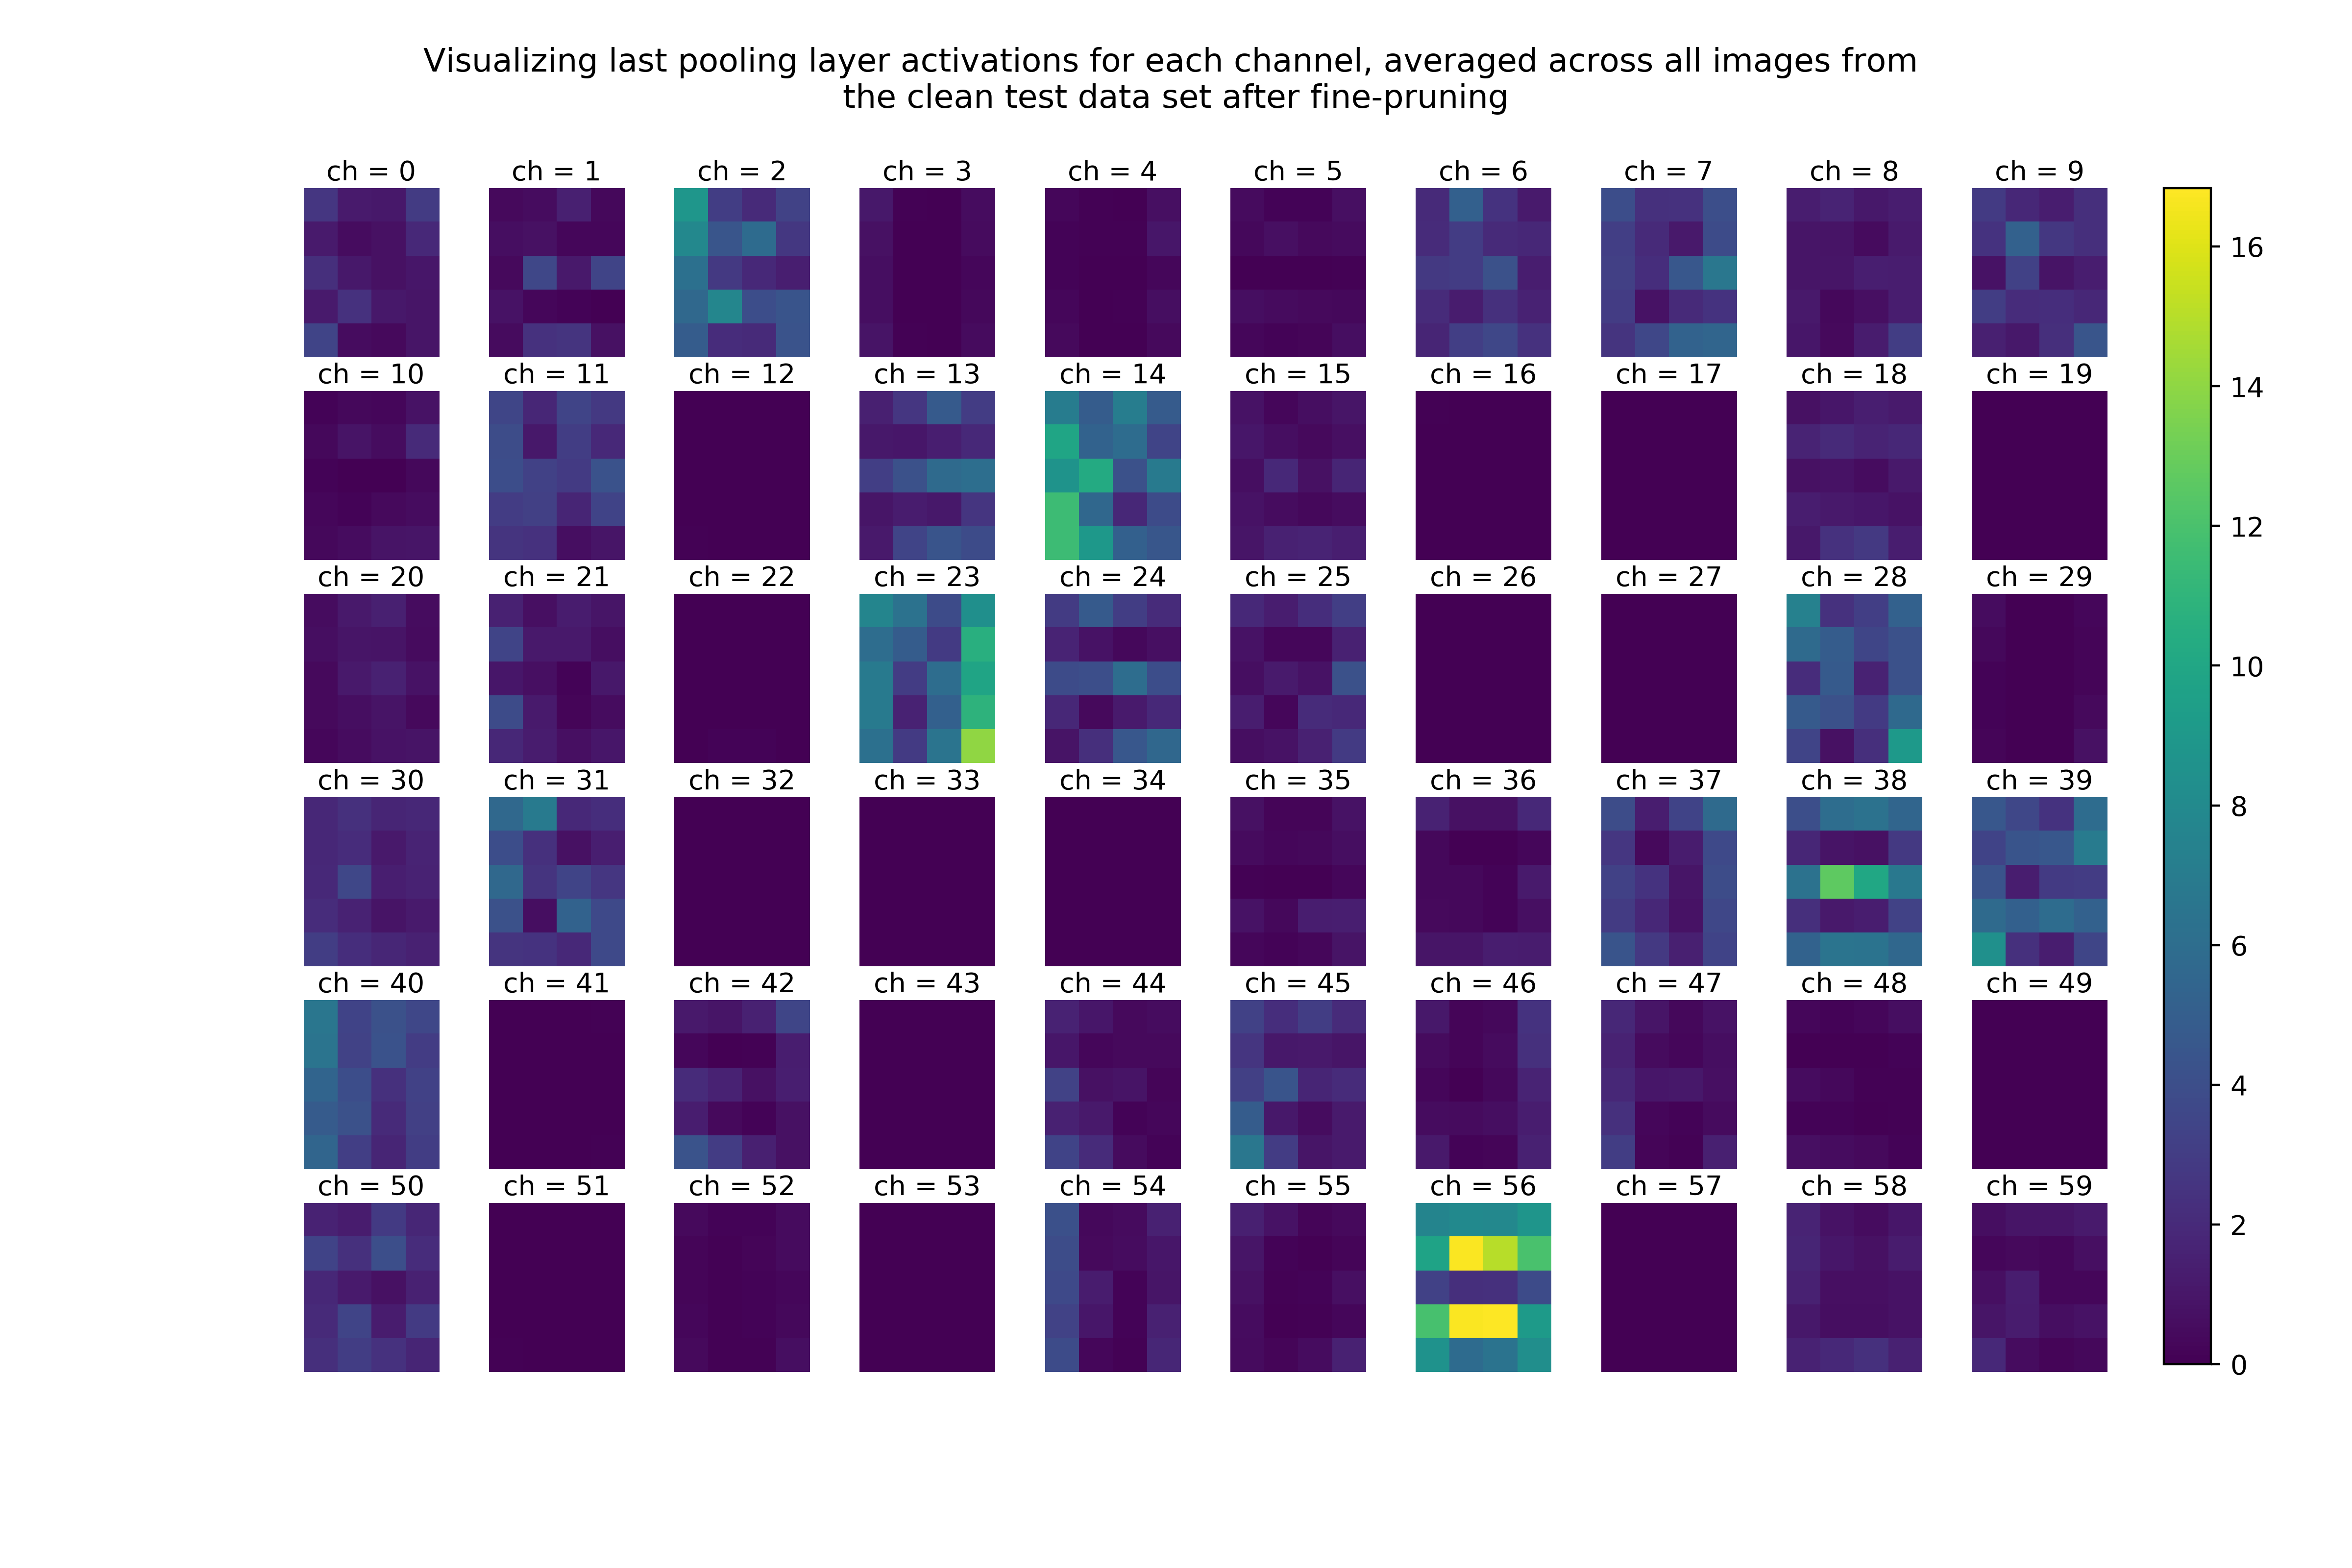 Visualizing last pooling layer activations for each channel, averaged across all images from
the clean test data set after fine-pruning
ch = 0 ch = 1 ch = 2 ch = 3 ch = 4 ch = 5 ch = 6 ch = 7 ch = 8 ch = 9
ch = 10 ch = 11 ch = 12 ch = 13 ch = 14 ch = 15 ch = 16 ch = 17 ch = 18 ch = 19
ch = 20 ch = 21 ch = 22 ch = 23 ch = 24 ch = 25 ch = 26 ch = 27 ch = 28 ch = 29
ch = 30 ch = 31 ch = 32 ch = 33 ch = 34 ch = 35 ch = 36 ch = 37 ch = 38 ch = 39
ch = 40 ch = 41 ch = 42 ch = 43 ch = 44 ch = 45 ch = 46 ch = 47 ch = 48 ch = 49
ch = 50 ch = 51 ch = 52 ch = 53 ch = 54 ch = 55 ch = 56 ch = 57 ch = 58 ch = 59
16
14
12
10
8
6
4
2
0